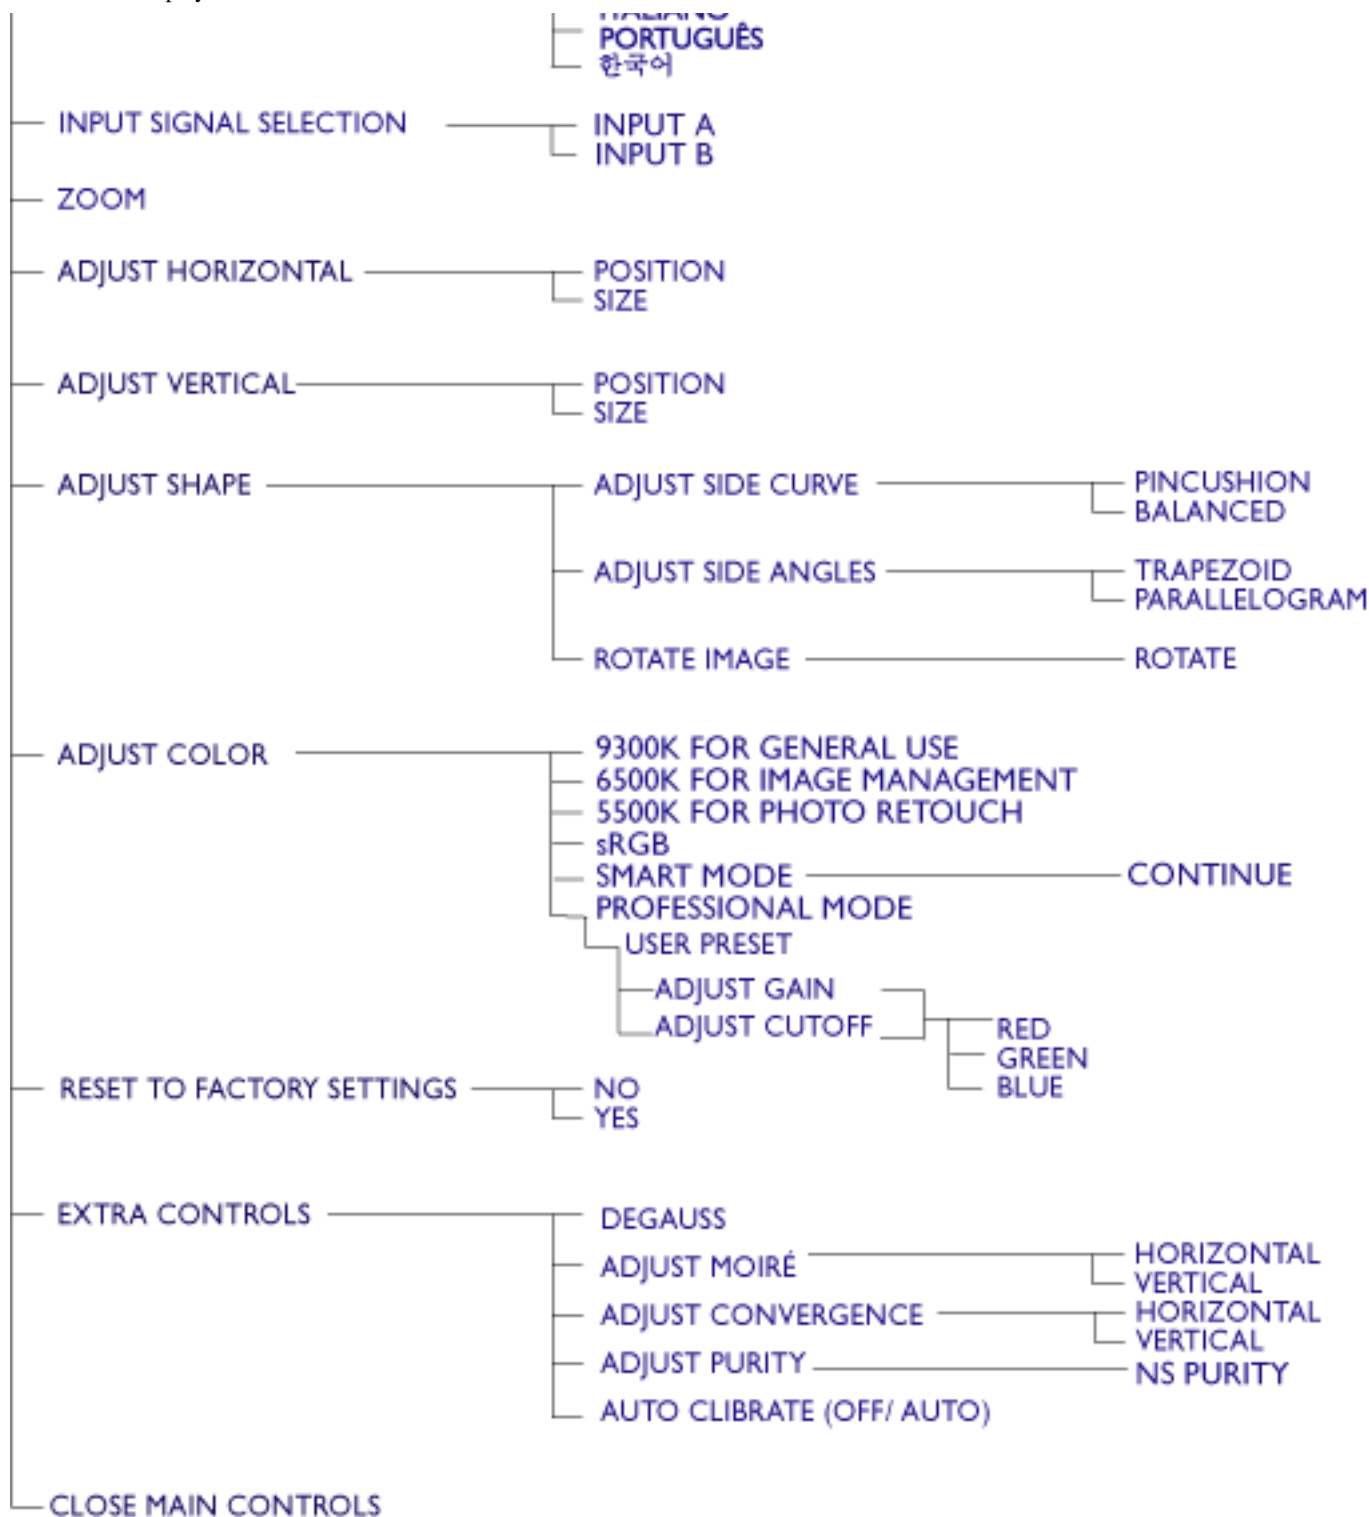 ITALIANO
PORTUGUÊS
한국어
INPUT SIGNAL SELECTION INPUT A
INPUT B
ZOOM
ADJUST HORIZONTAL POSITION
SIZE
ADJUST VERTICAL POSITION
SIZE
ADJUST SHAPE ADJUST SIDE CURVE PINCUSHION
BALANCED
ADJUST SIDE ANGLES TRAPEZOID
PARALLELOGRAM
ROTATE IMAGE ROTATE
ADJUST COLOR 9300K FOR GENERAL USE
6500K FOR IMAGE MANAGEMENT
5500K FOR PHOTO RETOUCH
sRGB
SMART MODE CONTINUE
PROFESSIONAL MODE
USER PRESET
ADJUST GAIN
ADJUST CUTOFF RED
GREEN
BLUE
RESET TO FACTORY SETTINGS NO
YES
EXTRA CONTROLS DEGAUSS
ADJUST MOIRÉ HORIZONTAL
VERTICAL
ADJUST CONVERGENCE HORIZONTAL
VERTICAL
ADJUST PURITY NS PURITY
AUTO CLIBRATE (OFF/ AUTO)
CLOSE MAIN CONTROLS